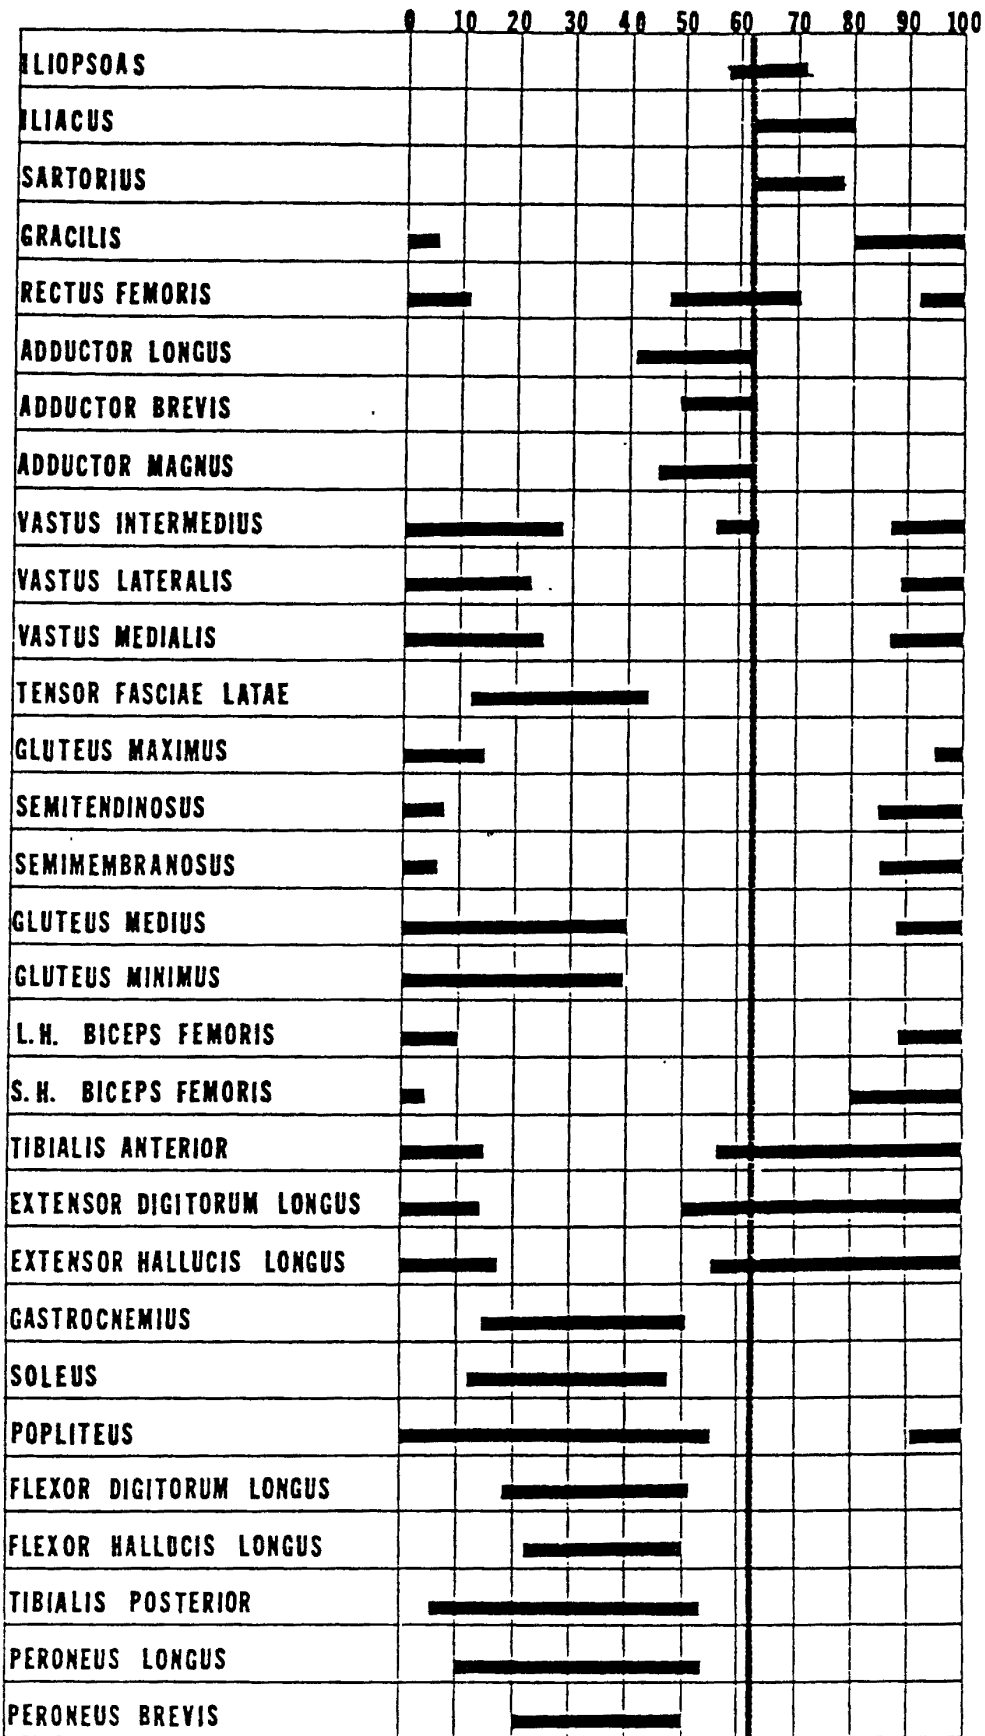 0 10 20 30 40 50 60 70 80 90 100
ILIOPSOAS
ILIACUS
SARTORIUS
GRACILIS
RECTUS FEMORIS
ADDUCTOR LONGUS
ADDUCTOR BREVIS
ADDUCTOR MAGNUS
VASTUS INTERMEDIUS
VASTUS LATERALIS
VASTUS MEDIALIS
TENSOR FASCIAE LATAE
GLUTEUS MAXIMUS
SEMITENDINOSUS
SEMIMEMBRANOSUS
GLUTEUS MEDIUS
GLUTEUS MINIMUS
L.H. BICEPS FEMORIS
S.H. BICEPS FEMORIS
TIBIALIS ANTERIOR
EXTENSOR DIGITORUM LONGUS
EXTENSOR HALLUCIS LONGUS
GASTROCNEMIUS
SOLEUS
POPLITEUS
FLEXOR DIGITORUM LONGUS
FLEXOR HALLUCIS LONGUS
TIBIALIS POSTERIOR
PERONEUS LONGUS
PERONEUS BREVIS